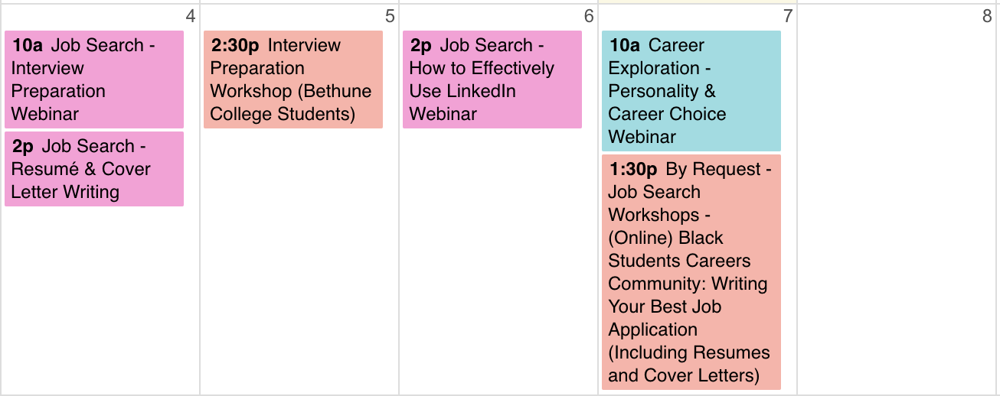 4
10a Job Search -
Interview
Preparation
Webinar
2p Job Search -
Resumé & Cover
Letter Writing
5
2:30p Interview
Preparation
Workshop (Bethune
College Students)
6
2p Job Search -
How to Effectively
Use LinkedIn
Webinar
7
10a Career
Exploration -
Personality &
Career Choice
Webinar
1:30p By Request -
Job Search
Workshops -
(Online) Black
Students Careers
Community: Writing
Your Best Job
Application
(Including Resumes
and Cover Letters)
8